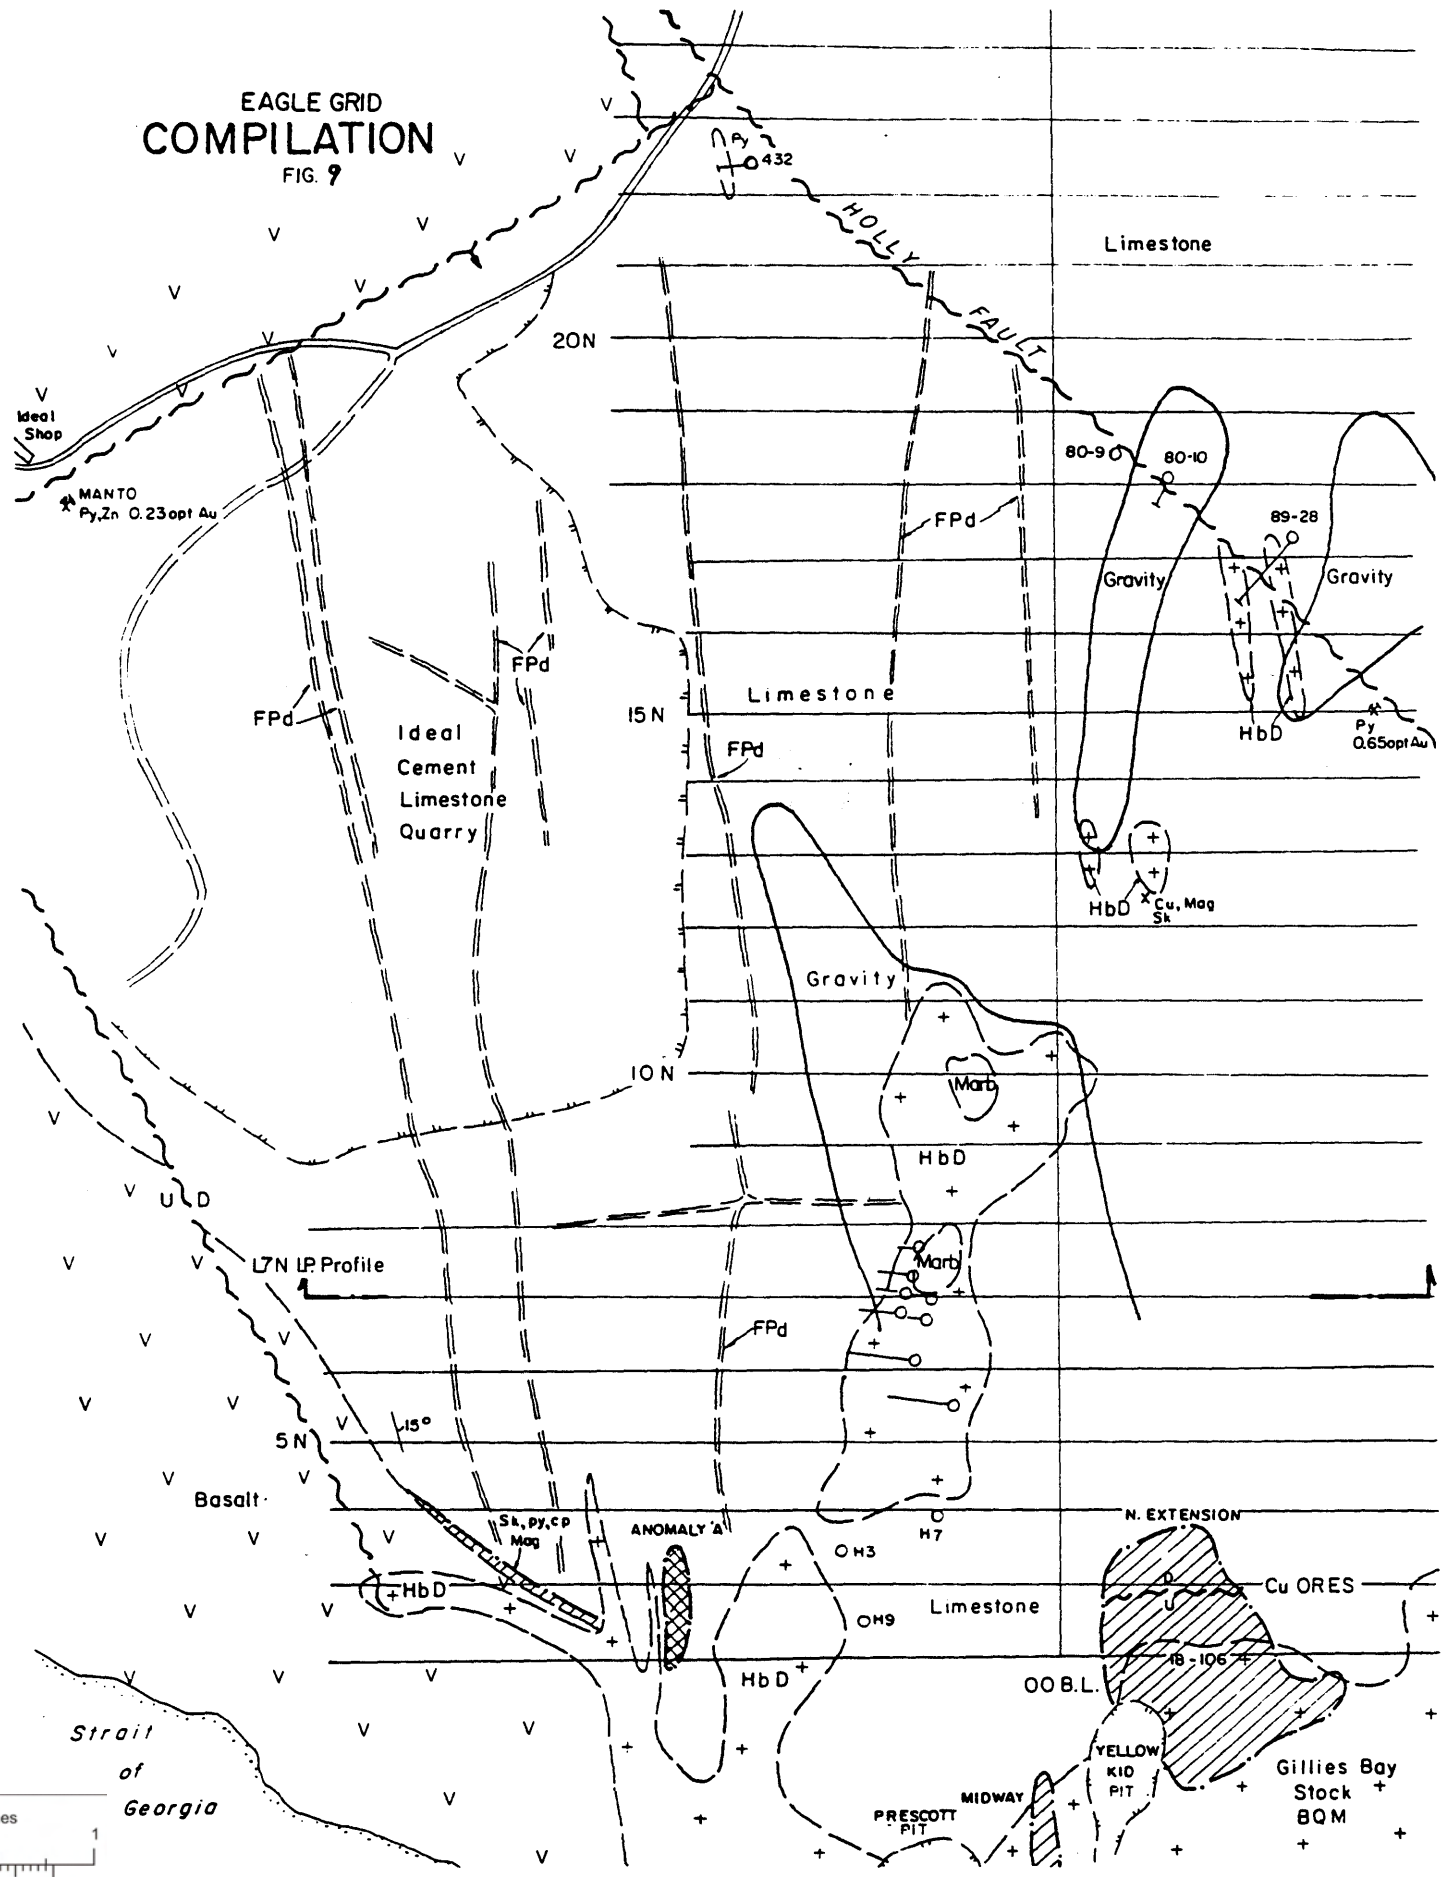 EAGLE GRID
COMPILATION
FIG. 9
Py
432
HOLLY FAULT
Limestone
20N
Ideal
Shop
MANTO
Py,Zn 0.23opt Au
80-9
80-10
FPd
89-28
Gravity
Gravity
FPd
FPd
Limestone
15N
HbD
Py
0.65optAu
Ideal
Cement
Limestone
Quarry
FPd
HbD
Cu, Mag
Sk
Gravity
10N
Marb
HbD
U D
L7N I.P. Profile
Marb
FPd
15°
5N
Basalt
Sk, py, cp
Mag
ANOMALY 'A'
H7
N. EXTENSION
H3
HbD
D
U
Cu ORES
H9
Limestone
18-106
HbD
00 B.L.
Strait
of
Georgia
YELLOW
KID
PIT
Gillies Bay
Stock
BQM
MIDWAY
PRESCOTT
PIT
es
1